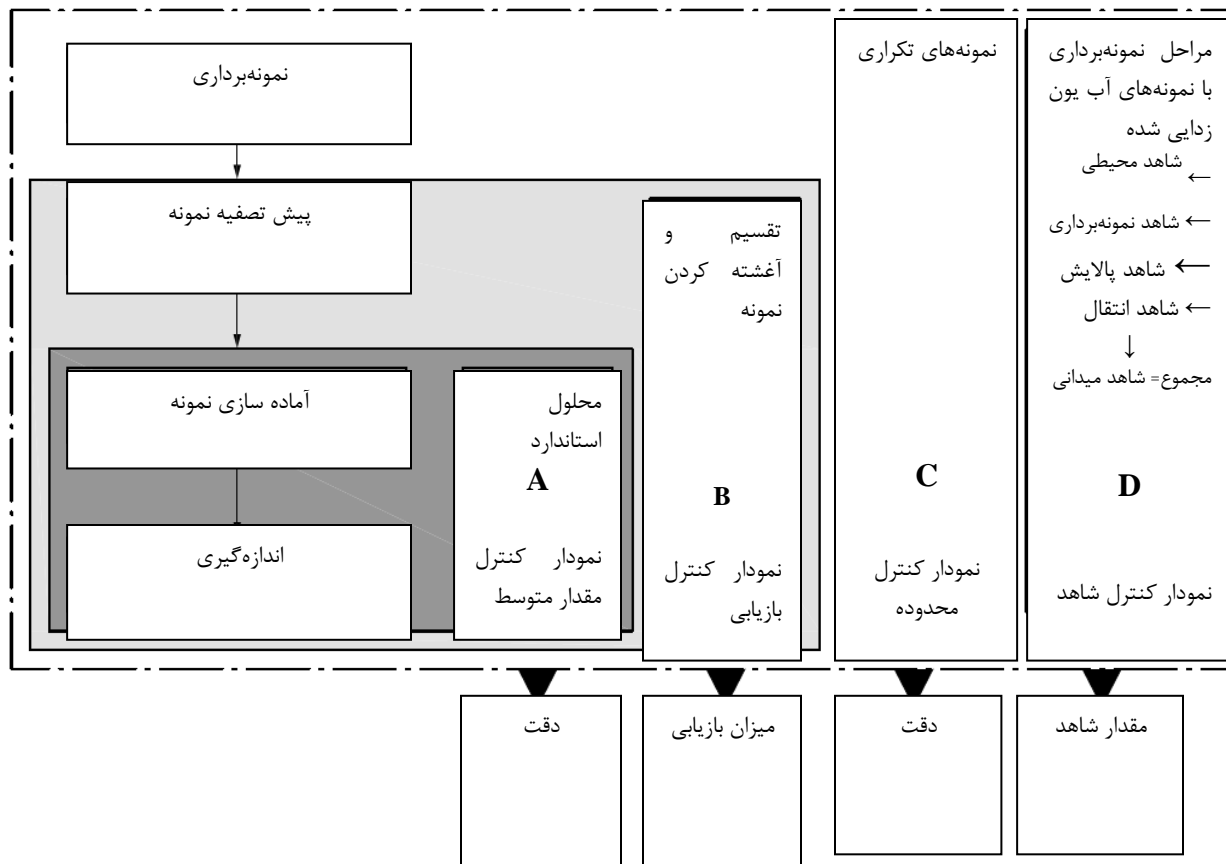 نمونه‌برداری
پیش تصفیه نمونه
آماده سازی نمونه
اندازه‌گیری
محلول
استاندارد
A
نمودار کنترل
مقدار متوسط
تقسیم و
آغشته کردن
نمونه
B
نمودار کنترل
بازیابی
نمونه‌های تکراری
C
نمودار کنترل
محدوده
مراحل نمونه‌برداری
با نمونه‌های آب یون
زدایی شده
شاهد محیطی
←
← شاهد نمونه‌برداری
← شاهد پالایش
← شاهد انتقال
↓
مجموع= شاهد میدانی
D
نمودار کنترل شاهد
دقت
میزان بازیابی
دقت
مقدار شاهد